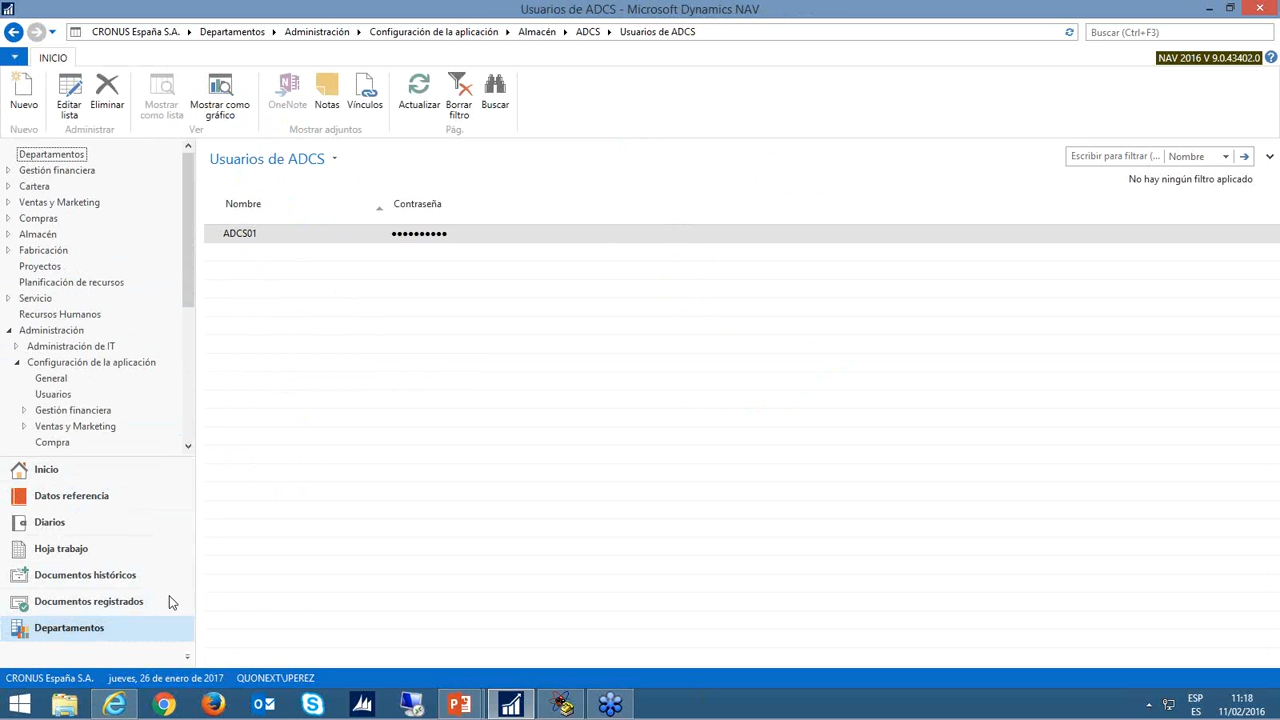 Usuarios de ADCS - Microsoft Dynamics NAV
CRONUS España S.A. Departamentos Administración Configuración de la aplicación Almacén ADCS Usuarios de ADCS
Buscar (Ctrl+F3)
INICIO
NAV 2016 V 9.0.43402.0
Nuevo
Editar lista
Eliminar
Mostrar como lista
Mostrar como gráfico
OneNote
Notas
Vínculos
Actualizar
Borrar filtro
Buscar
Nuevo
Administrar
Ver
Mostrar adjuntos
Pág.
Departamentos
Gestión financiera
Cartera
Ventas y Marketing
Compras
Almacén
Fabricación
Proyectos
Planificación de recursos
Servicio
Recursos Humanos
Administración
Administración de IT
Configuración de la aplicación
General
Usuarios
Gestión financiera
Ventas y Marketing
Compra
Inicio
Datos referencia
Diarios
Hoja trabajo
Documentos históricos
Documentos registrados
Departamentos
Usuarios de ADCS
Escribir para filtrar (...
Nombre
No hay ningún filtro aplicado
Nombre Contraseña
ADCS01 ●●●●●●●●●●
CRONUS España S.A. jueves, 26 de enero de 2017 QUONEXT\JPEREZ
ESP
ES
11:18
11/02/2016